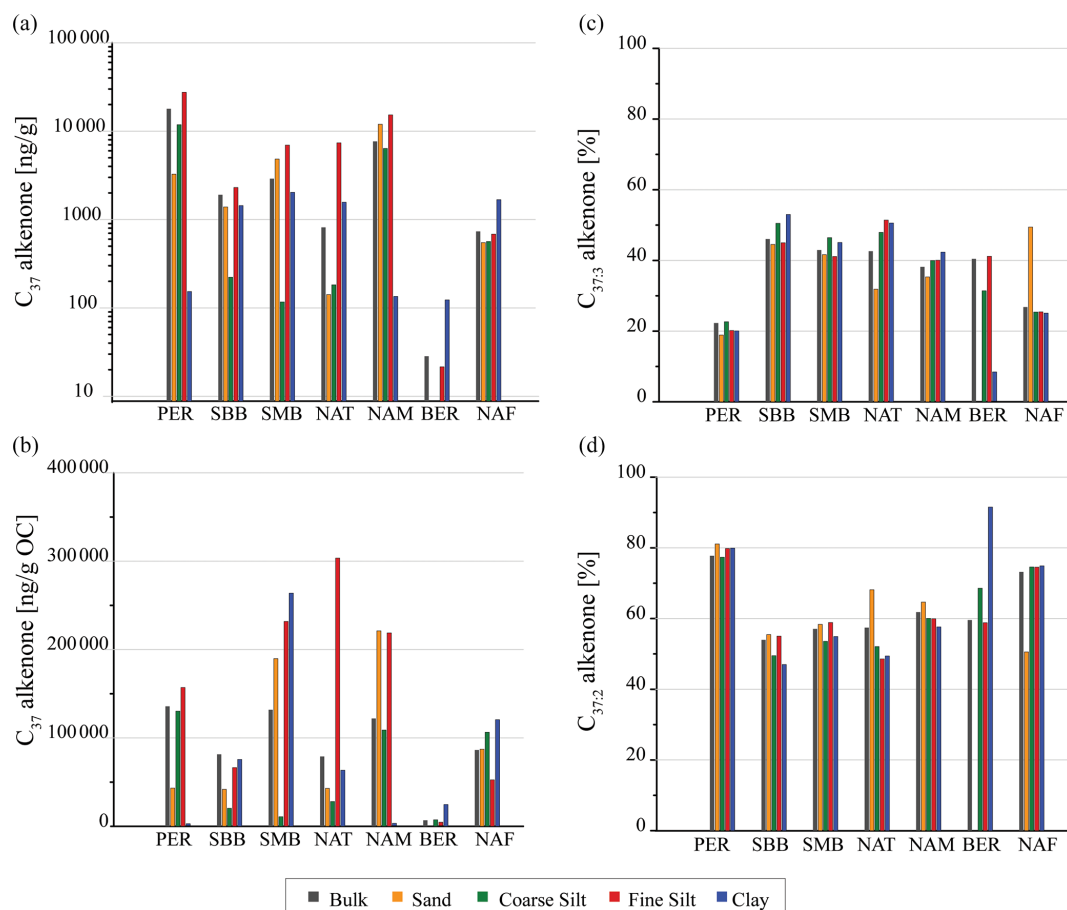 (a)
C37 alkenone [ng/g]
100 000
10 000
1000
100
10
PER SBB SMB NAT NAM BER NAF
(c)
C37:3 alkenone [%]
100
80
60
40
20
0
PER SBB SMB NAT NAM BER NAF
(b)
C37 alkenone [ng/g OC]
400 000
300 000
200 000
100 000
0
PER SBB SMB NAT NAM BER NAF
(d)
C37:2 alkenone [%]
100
80
60
40
20
0
PER SBB SMB NAT NAM BER NAF
Bulk Sand Coarse Silt Fine Silt Clay